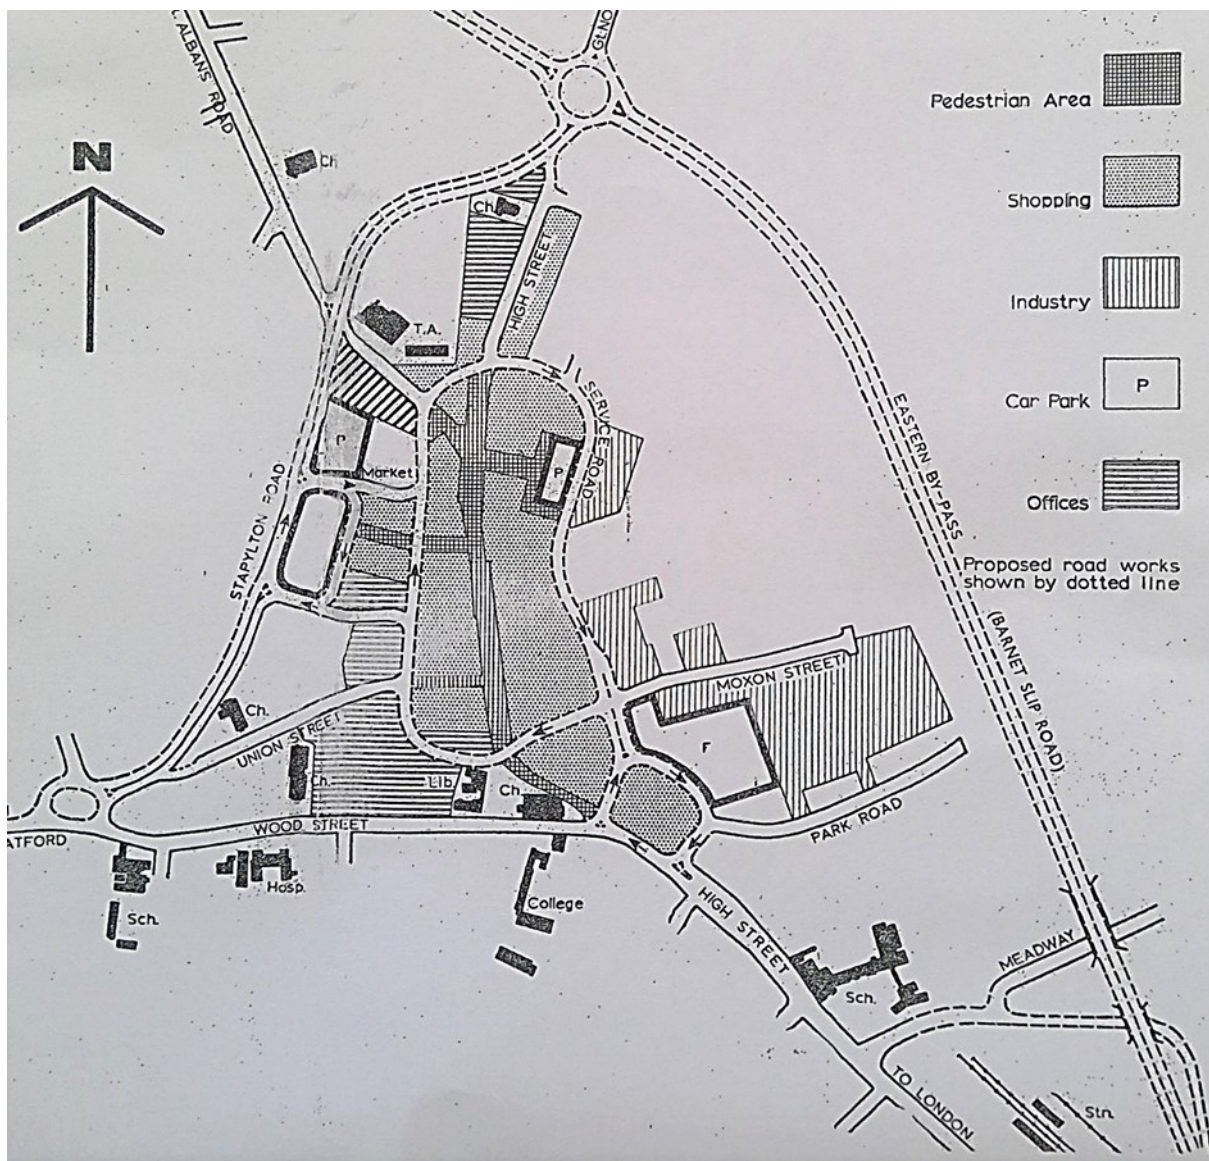 ALBANS ROAD
N
Ch
Pedestrian Area
Shopping
Industry
P
Car Park
Offices
Proposed road works
shown by dotted line
Ch.
HIGH STREET
T.A.
SERVICE ROAD
P
Market
P
STAPYLTON ROAD
EASTERN BY-PASS
(BARNET SLIP ROAD)
MOXON STREET
Ch.
UNION STREET
Ch.
Lib.
Ch.
PARK ROAD
WOOD STREET
ATFORD
Hosp.
Sch.
College
HIGH STREET
MEADWAY
Sch.
TO LONDON
Stn.